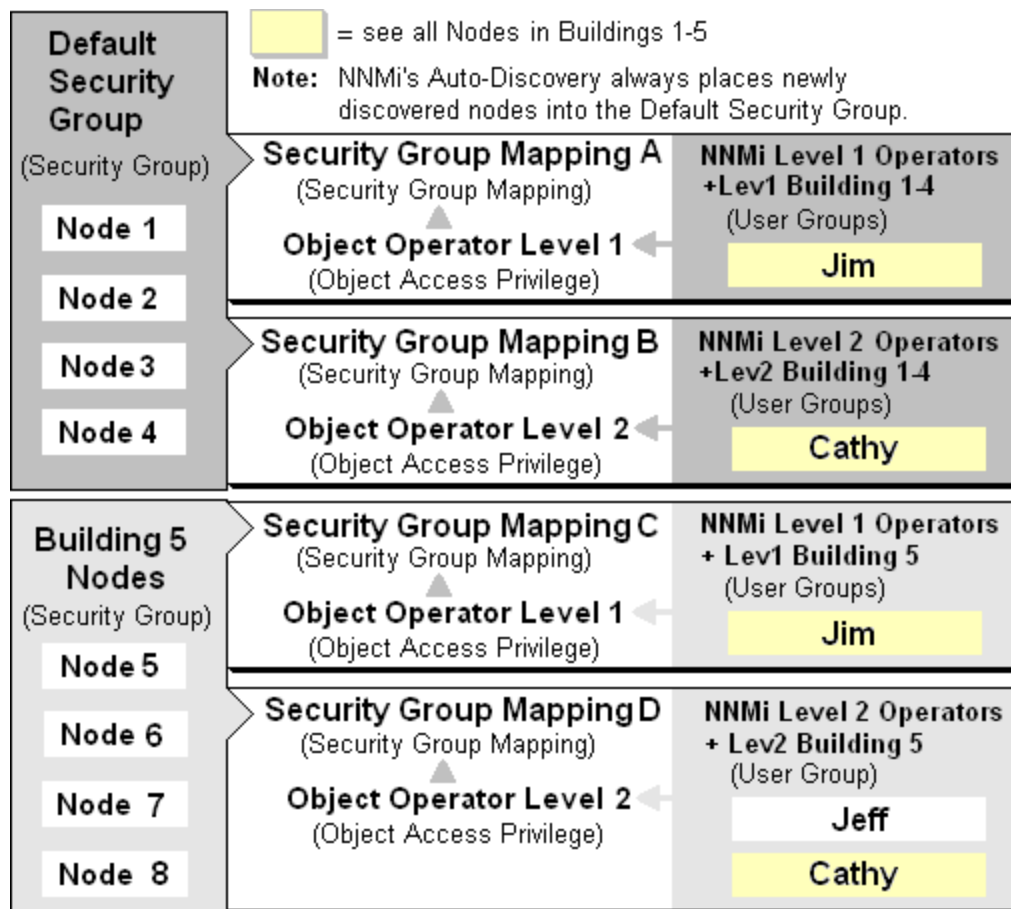 Default
Security
Group
(Security Group)
Node 1
Node 2
Node 3
Node 4
= see all Nodes in Buildings 1-5
Note: NNMi's Auto-Discovery always places newly
discovered nodes into the Default Security Group.
Security Group Mapping A
(Security Group Mapping)
Object Operator Level 1
(Object Access Privilege)
NNMi Level 1 Operators
+Lev1 Building 1-4
(User Groups)
Jim
Security Group Mapping B
(Security Group Mapping)
Object Operator Level 2
(Object Access Privilege)
NNMi Level 2 Operators
+Lev2 Building 1-4
(User Groups)
Cathy
Building 5
Nodes
(Security Group)
Node 5
Node 6
Node 7
Node 8
Security Group Mapping C
(Security Group Mapping)
Object Operator Level 1
(Object Access Privilege)
NNMi Level 1 Operators
+ Lev1 Building 5
(User Groups)
Jim
Security Group Mapping D
(Security Group Mapping)
Object Operator Level 2
(Object Access Privilege)
NNMi Level 2 Operators
+ Lev2 Building 5
(User Group)
Jeff
Cathy